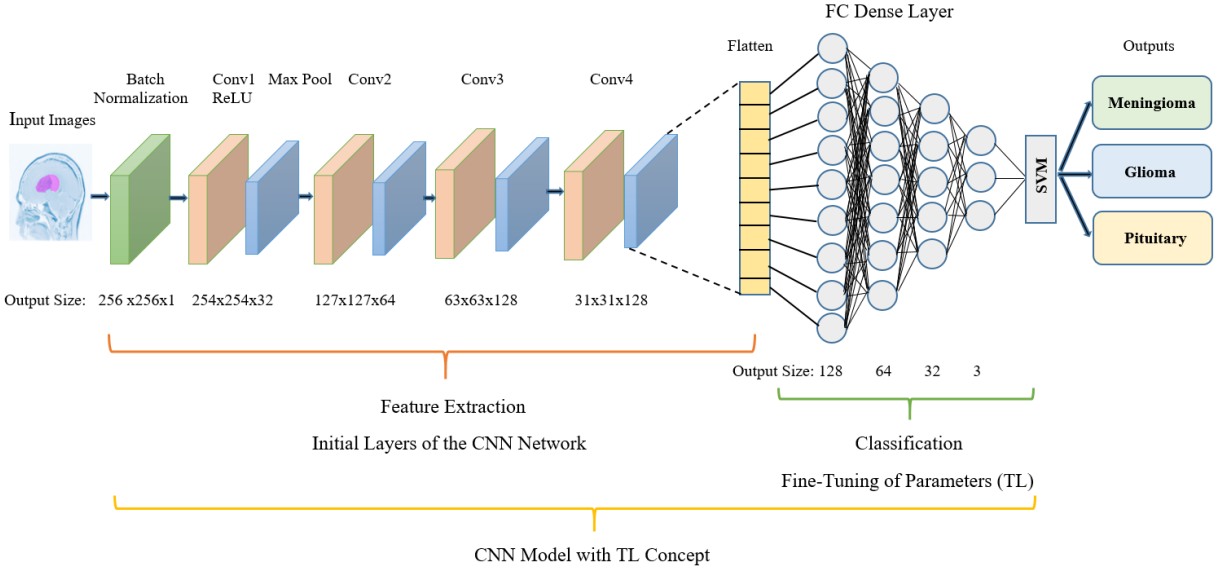 FC Dense Layer
Flatten
Outputs
Batch
Normalization
Conv1
ReLU
Max Pool
Conv2
Conv3
Conv4
Input Images
Meningioma
Glioma
Pituitary
SVM
Output Size: 256 x256x1 254x254x32 127x127x64 63x63x128 31x31x128
Output Size: 128 64 32 3
Feature Extraction
Initial Layers of the CNN Network
Classification
Fine-Tuning of Parameters (TL)
CNN Model with TL Concept